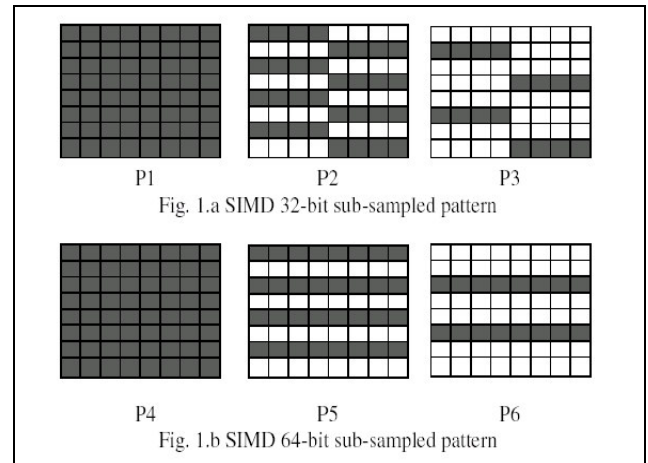 P1 P2 P3
Fig. 1.a SIMD 32-bit sub-sampled pattern
P4 P5 P6
Fig. 1.b SIMD 64-bit sub-sampled pattern